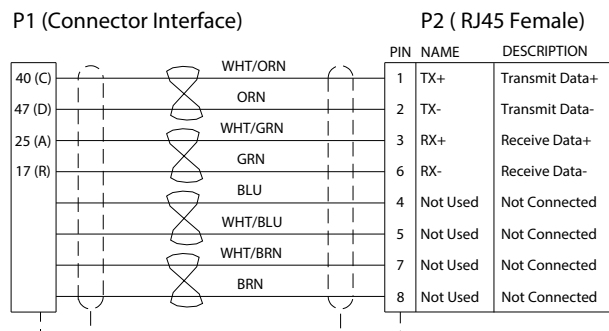 P1 (Connector Interface) P2 ( RJ45 Female)
PIN NAME DESCRIPTION
40 (C) WHT/ORN 1 TX+ Transmit Data+
47 (D) ORN 2 TX- Transmit Data-
25 (A) WHT/GRN 3 RX+ Receive Data+
17 (R) GRN 6 RX- Receive Data-
BLU 4 Not Used Not Connected
WHT/BLU 5 Not Used Not Connected
WHT/BRN 7 Not Used Not Connected
BRN 8 Not Used Not Connected